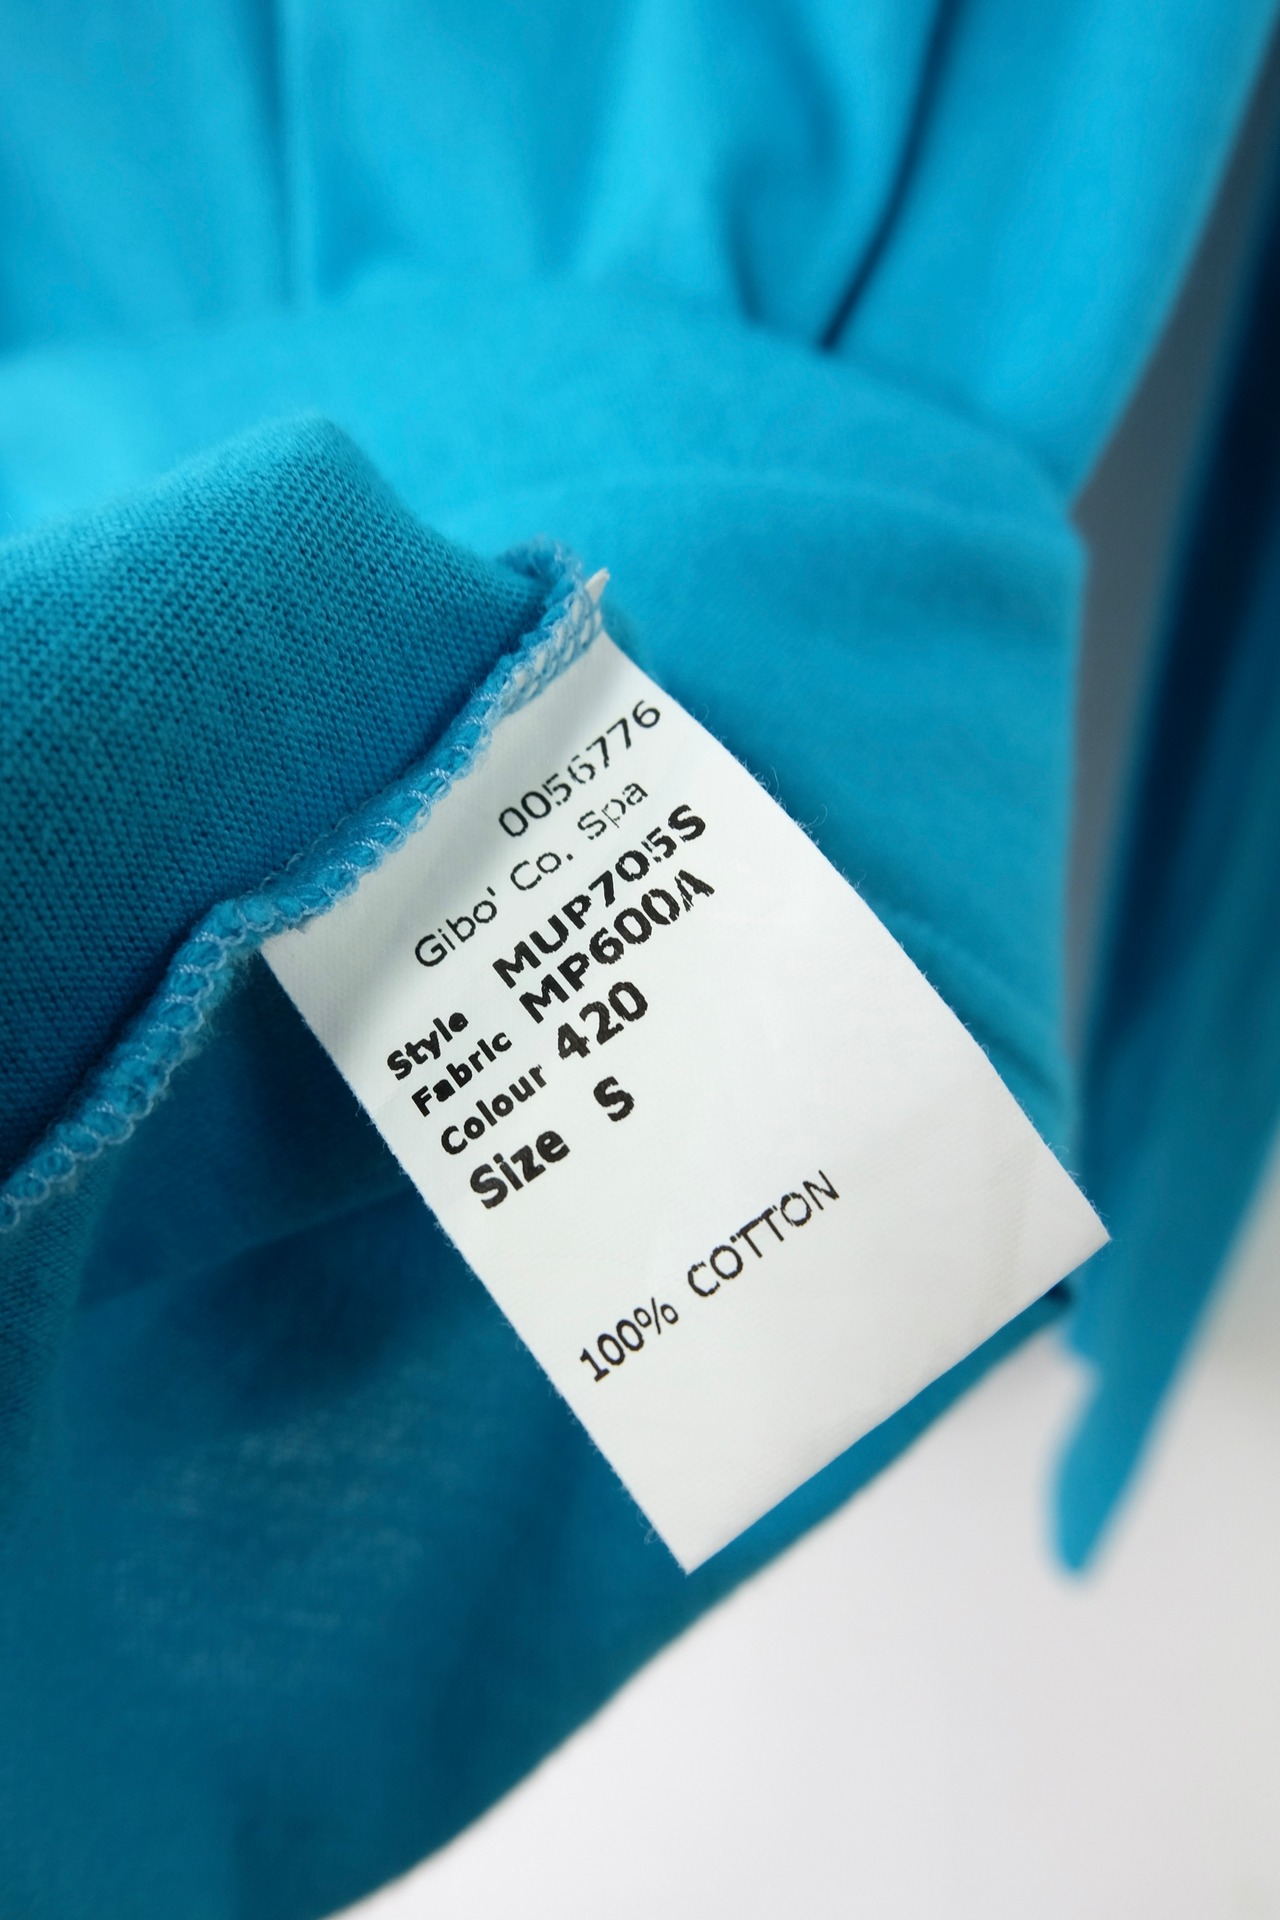 0056776
Gibo' Co. Spa
Style MUP705S
Fabric MP600A
Colour 420
Size S
100% COTTON